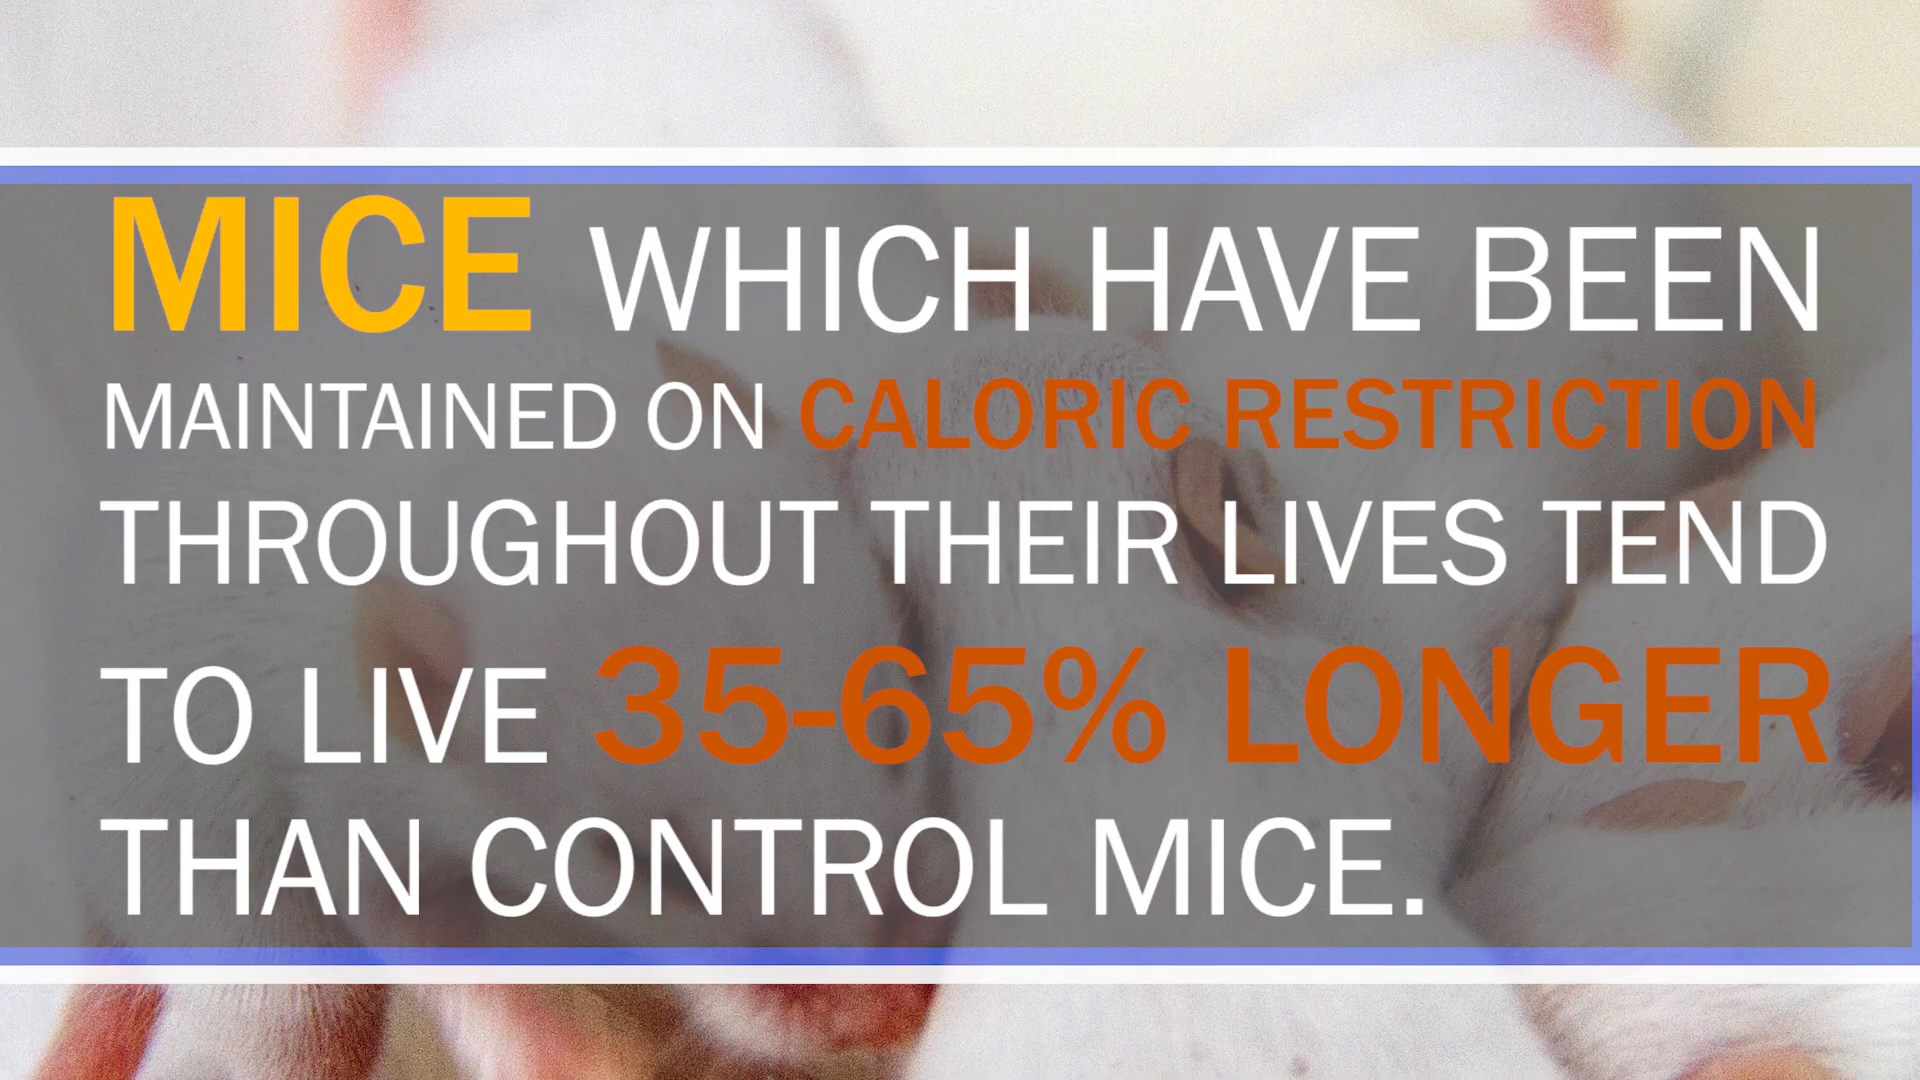 MICE WHICH HAVE BEEN
MAINTAINED ON CALORIC RESTRICTION
THROUGHOUT THEIR LIVES TEND
TO LIVE 35-65% LONGER
THAN CONTROL MICE.